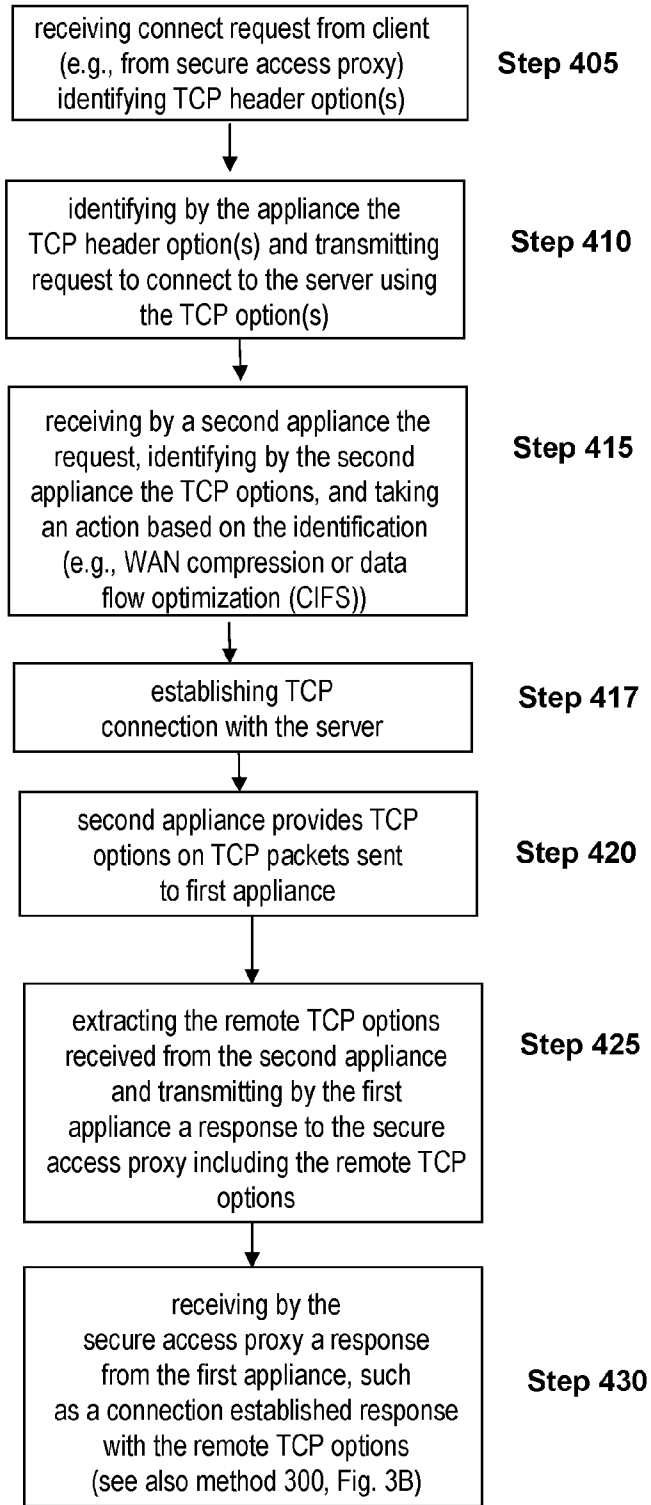 receiving connect request from client
(e.g., from secure access proxy)
identifying TCP header option(s)
Step 405
identifying by the appliance the
TCP header option(s) and transmitting
request to connect to the server using
the TCP option(s)
Step 410
receiving by a second appliance the
request, identifying by the second
appliance the TCP options, and taking
an action based on the identification
(e.g., WAN compression or data
flow optimization (CIFS))
Step 415
establishing TCP
connection with the server
Step 417
second appliance provides TCP
options on TCP packets sent
to first appliance
Step 420
extracting the remote TCP options
received from the second appliance
and transmitting by the first
appliance a response to the secure
access proxy including the remote TCP
options
Step 425
receiving by the
secure access proxy a response
from the first appliance, such
as a connection established response
with the remote TCP options
(see also method 300, Fig. 3B)
Step 430